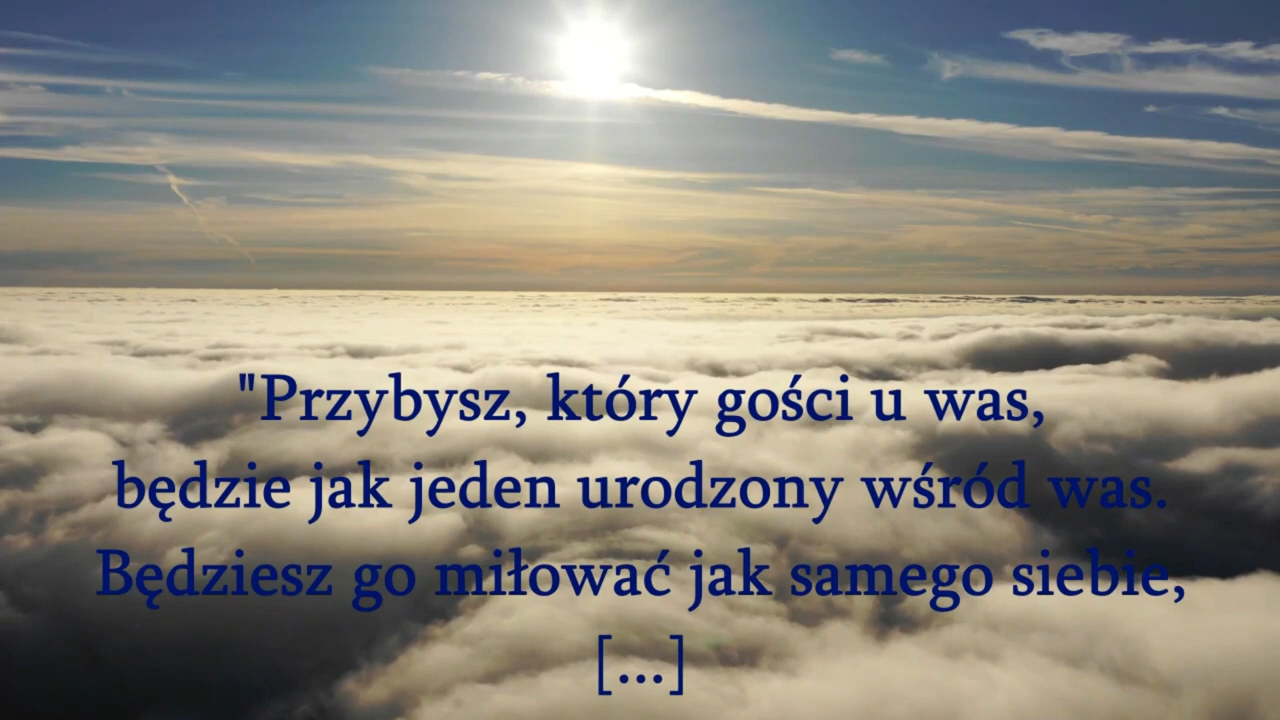 "Przybysz, który gości u was,
będzie jak jeden urodzony wśród was.
Będziesz go miłować jak samego siebie,
[...]